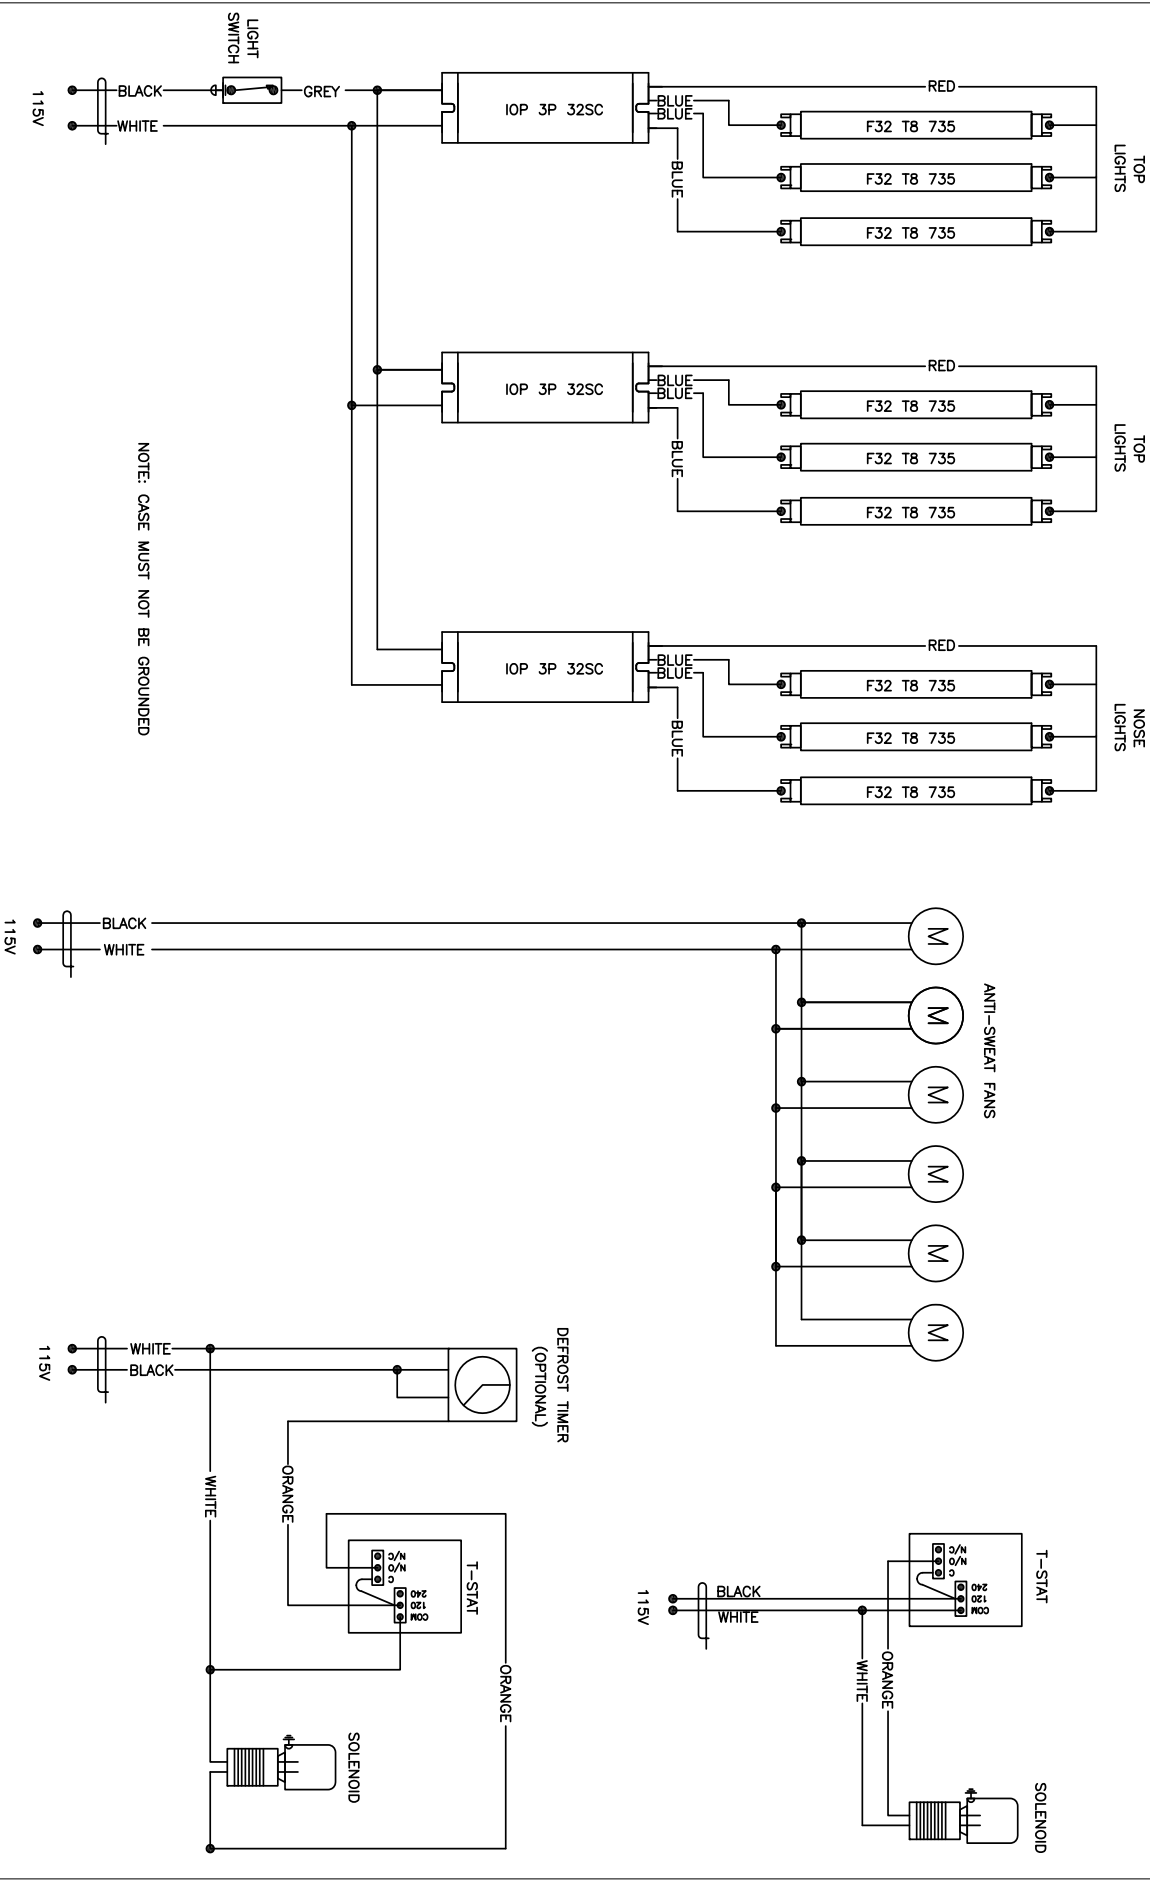 LIGHT
SWITCH
115V
BLACK
WHITE
GREY
IOP 3P 32SC
RED
BLUE
BLUE
BLUE
F32 T8 735
F32 T8 735
F32 T8 735
TOP
LIGHTS
IOP 3P 32SC
RED
BLUE
BLUE
BLUE
F32 T8 735
F32 T8 735
F32 T8 735
TOP
LIGHTS
NOTE: CASE MUST NOT BE GROUNDED
IOP 3P 32SC
RED
BLUE
BLUE
BLUE
F32 T8 735
F32 T8 735
F32 T8 735
NOSE
LIGHTS
115V
BLACK
WHITE
M
M
M
M
M
M
ANTI-SWEAT FANS
115V
WHITE
BLACK
DEFROST TIMER
(OPTIONAL)
WHITE
ORANGE
T-STAT
N/C
N/O
C
240
120
COM
ORANGE
SOLENOID
T-STAT
N/C
N/O
C
240
120
COM
115V
BLACK
WHITE
WHITE
ORANGE
SOLENOID